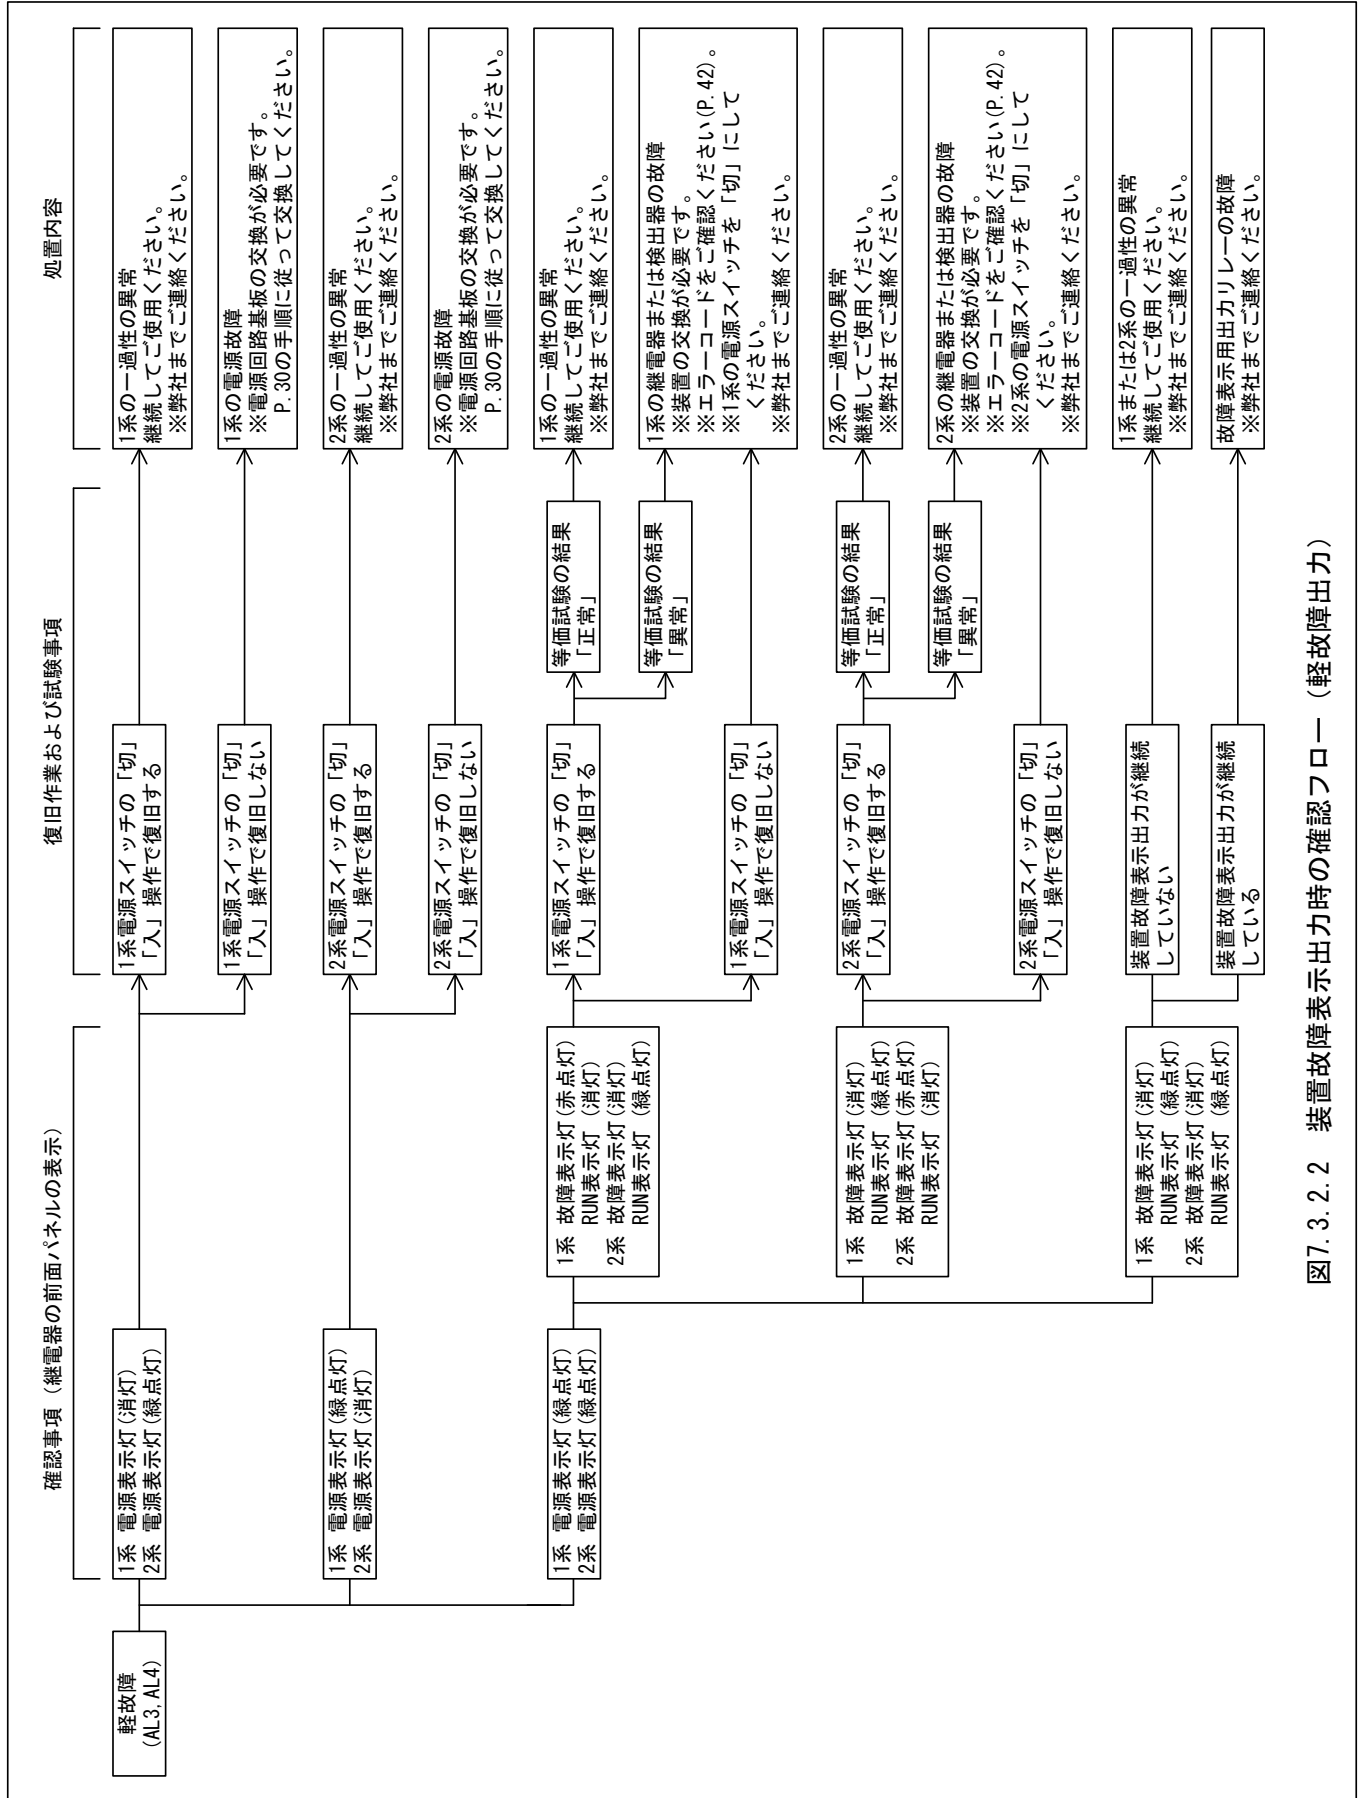 確認事項（継電器の前面パネルの表示）
復旧作業および試験事項
処置内容
軽故障
(AL3,AL4)
1系 電源表示灯(消灯)
2系 電源表示灯(緑点灯)
1系電源スイッチの「切」
「入」操作で復旧する
1系の一過性の異常
継続してご使用ください。
※弊社までご連絡ください。
1系電源スイッチの「切」
「入」操作で復旧しない
1系の電源故障
※電源回路基板の交換が必要です。
P.30の手順に従って交換してください。
1系 電源表示灯(緑点灯)
2系 電源表示灯(消灯)
2系電源スイッチの「切」
「入」操作で復旧する
2系の一過性の異常
継続してご使用ください。
※弊社までご連絡ください。
2系電源スイッチの「切」
「入」操作で復旧しない
2系の電源故障
※電源回路基板の交換が必要です。
P.30の手順に従って交換してください。
1系 電源表示灯(緑点灯)
2系 電源表示灯(緑点灯)
1系 故障表示灯(赤点灯)
RUN表示灯 (消灯)
2系 故障表示灯(消灯)
RUN表示灯 (緑点灯)
1系電源スイッチの「切」
「入」操作で復旧する
等価試験の結果
「正常」
1系の一過性の異常
継続してご使用ください。
※弊社までご連絡ください。
等価試験の結果
「異常」
1系の継電器または検出器の故障
※装置の交換が必要です。
※エラーコードをご確認ください(P.42)。
※1系の電源スイッチを「切」にして
ください。
※弊社までご連絡ください。
1系電源スイッチの「切」
「入」操作で復旧しない
1系 故障表示灯(消灯)
RUN表示灯 (緑点灯)
2系 故障表示灯(赤点灯)
RUN表示灯 (消灯)
2系電源スイッチの「切」
「入」操作で復旧する
等価試験の結果
「正常」
2系の一過性の異常
継続してご使用ください。
※弊社までご連絡ください。
等価試験の結果
「異常」
2系の継電器または検出器の故障
※装置の交換が必要です。
※エラーコードをご確認ください(P.42)。
※2系の電源スイッチを「切」にして
ください。
※弊社までご連絡ください。
2系電源スイッチの「切」
「入」操作で復旧しない
1系 故障表示灯(消灯)
RUN表示灯 (緑点灯)
2系 故障表示灯(消灯)
RUN表示灯 (緑点灯)
装置故障表示出力が継続
していない
1系または2系の一過性の異常
継続してご使用ください。
※弊社までご連絡ください。
装置故障表示出力が継続
している
故障表示用出力リレーの故障
※弊社までご連絡ください。
図7.3.2.2 装置故障表示出力時の確認フロー（軽故障出力）